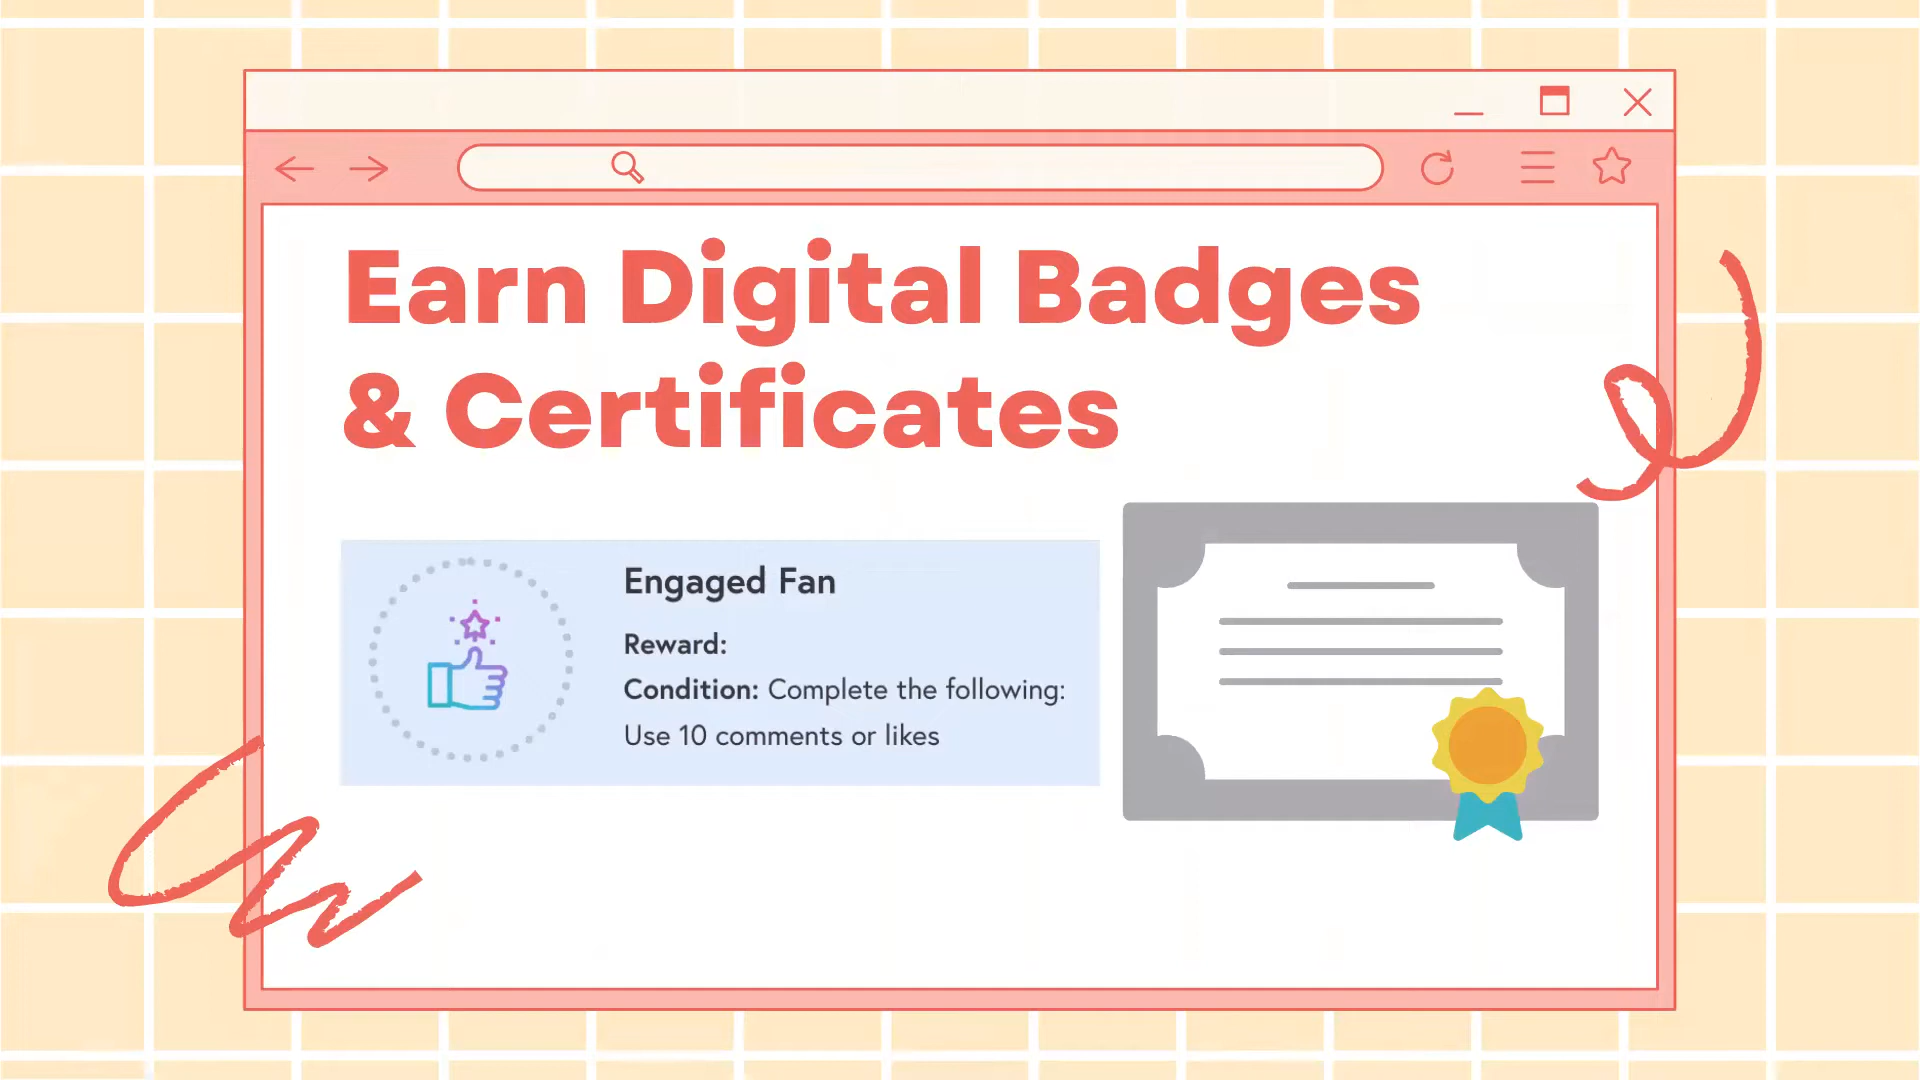 Earn Digital Badges
& Certificates
Engaged Fan
Reward:
Condition: Complete the following:
Use 10 comments or likes